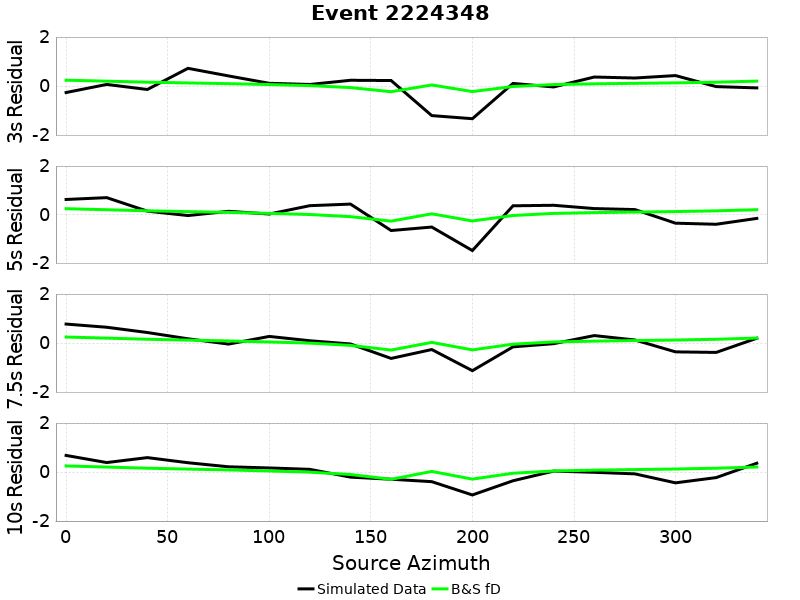 Event 2224348
3s Residual
2
0
-2
5s Residual
2
0
-2
7.5s Residual
2
0
-2
10s Residual
2
0
-2
0 50 100 150 200 250 300
Source Azimuth
Simulated Data B&S fD